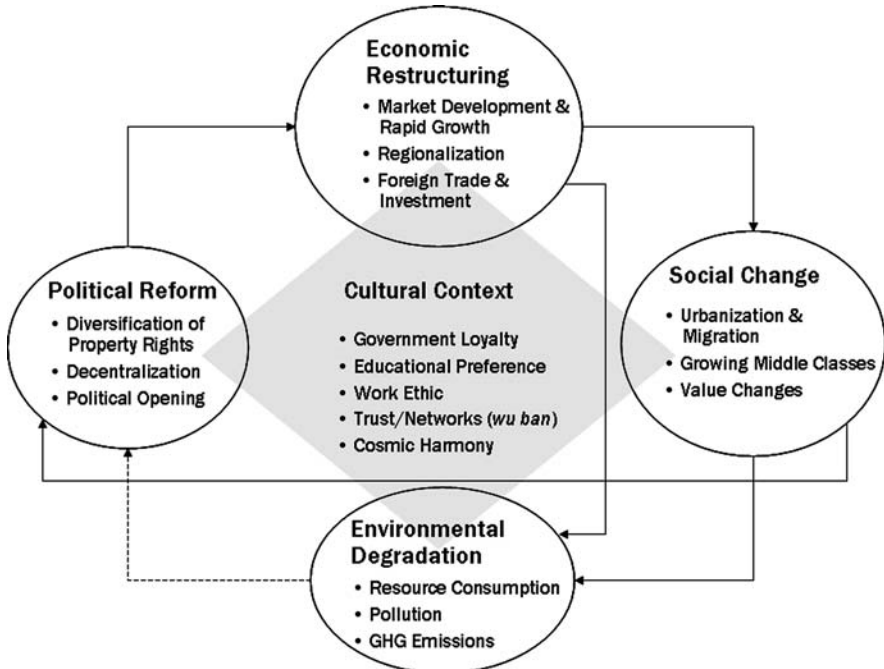 Economic
Restructuring
• Market Development &
Rapid Growth
• Regionalization
• Foreign Trade &
Investment
Political Reform
• Diversification of
Property Rights
• Decentralization
• Political Opening
Cultural Context
• Government Loyalty
• Educational Preference
• Work Ethic
• Trust/Networks (wu ban)
• Cosmic Harmony
Social Change
• Urbanization &
Migration
• Growing Middle Classes
• Value Changes
Environmental
Degradation
• Resource Consumption
• Pollution
• GHG Emissions